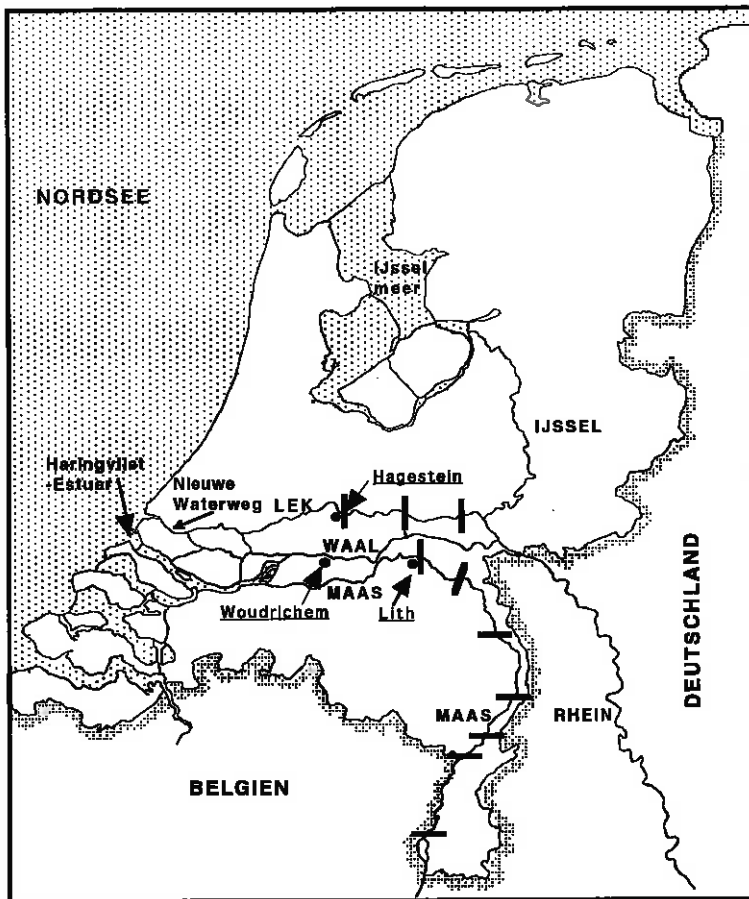 NORDSEE
IJssel
meer
IJSSEL
Haringvliet
-Estuar
Nieuwe
Waterweg
LEK
Hagestein
WAAL
MAAS
Woudrichem
Lith
DEUTSCHLAND
MAAS
RHEIN
BELGIEN